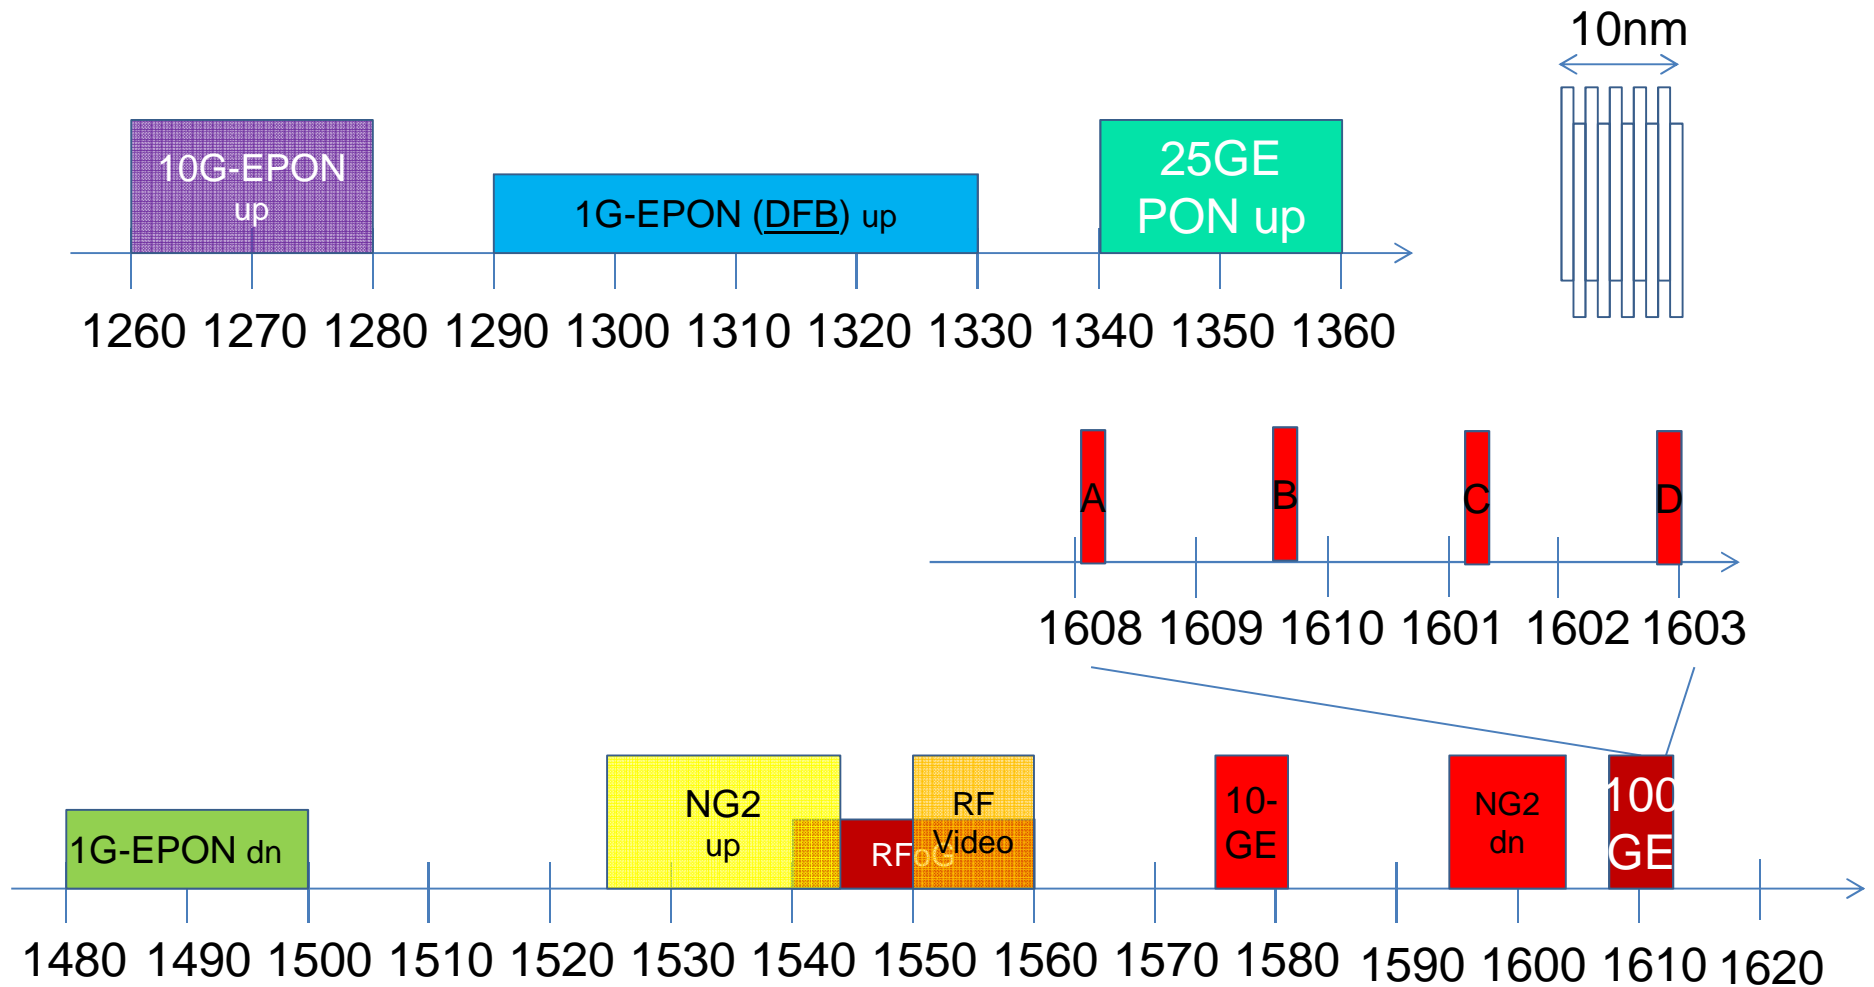 10nm
10G-EPON
up
1G-EPON (DFB) up
25GE
PON up
1260 1270 1280 1290 1300 1310 1320 1330 1340 1350 1360
A B C D
1608 1609 1610 1601 1602 1603
1G-EPON dn
NG2
up
RFoG
RF
Video
10-
GE
NG2
dn
100
GE
1480 1490 1500 1510 1520 1530 1540 1550 1560 1570 1580 1590 1600 1610 1620